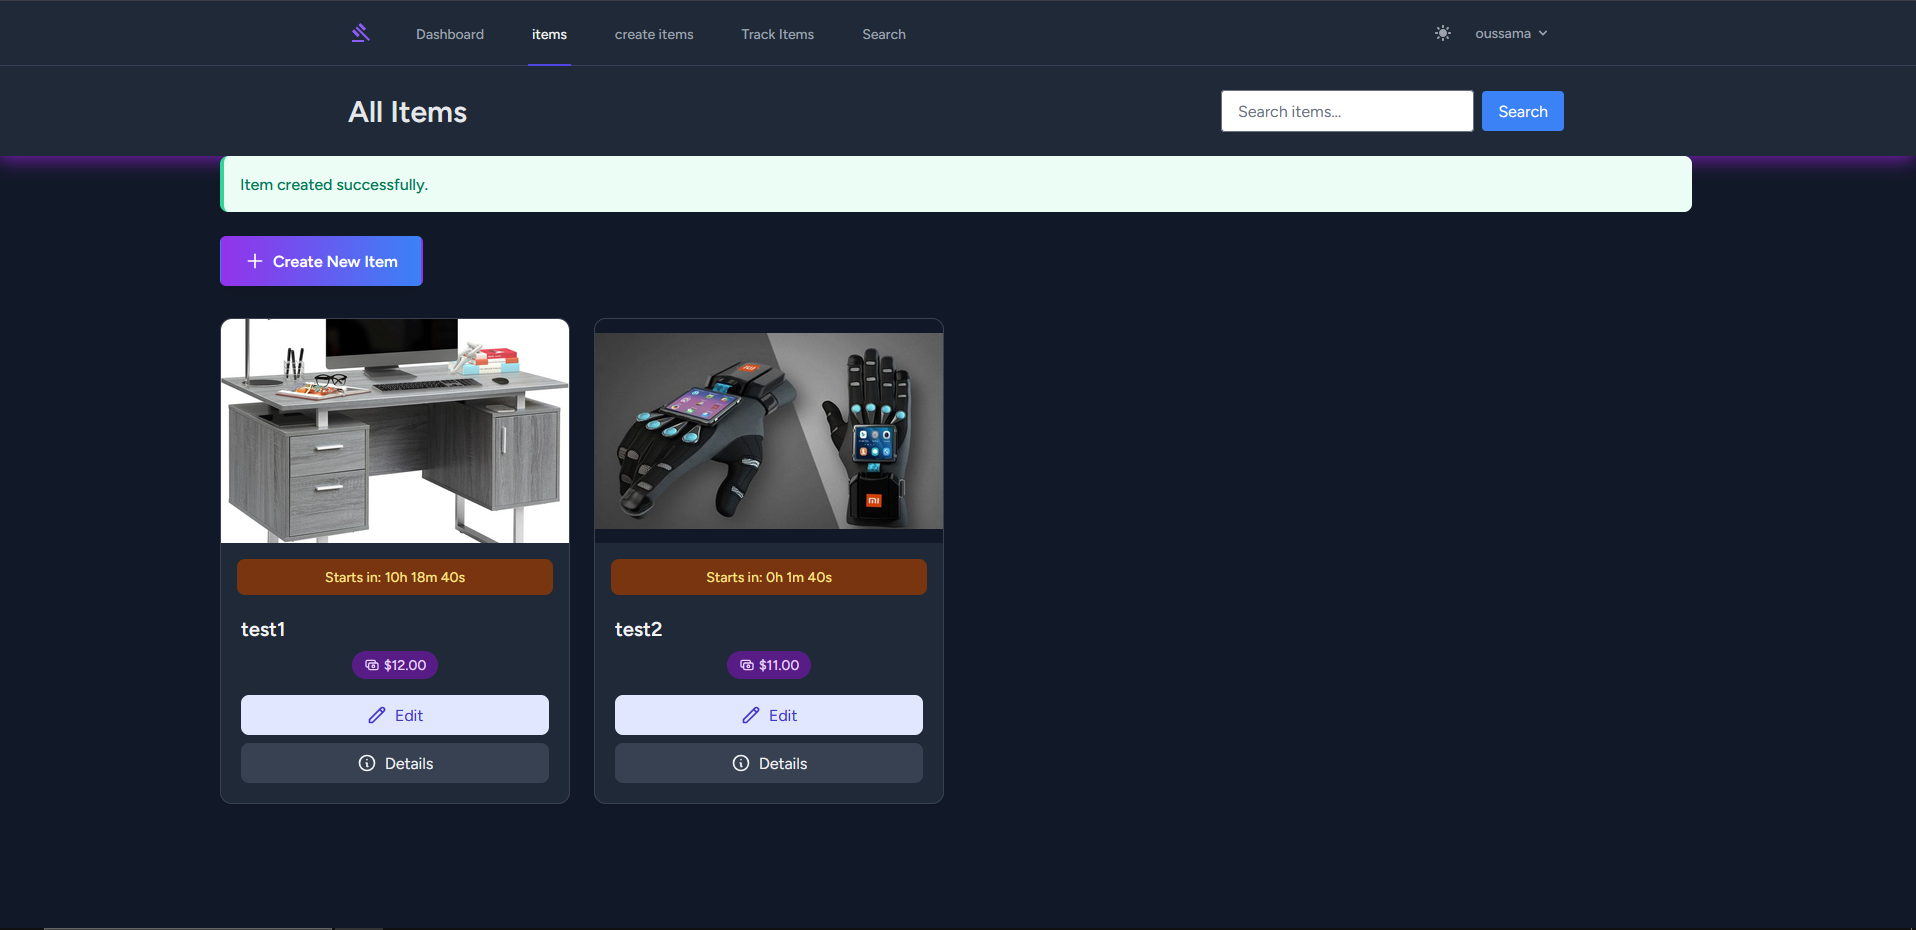 Dashboard
items
create items
Track Items
Search
oussama
All Items
Search items...
Search
Item created successfully.
Create New Item
Starts in: 10h 18m 40s
test1
$12.00
Edit
Details
mi
mi
Starts in: 0h 1m 40s
test2
$11.00
Edit
Details